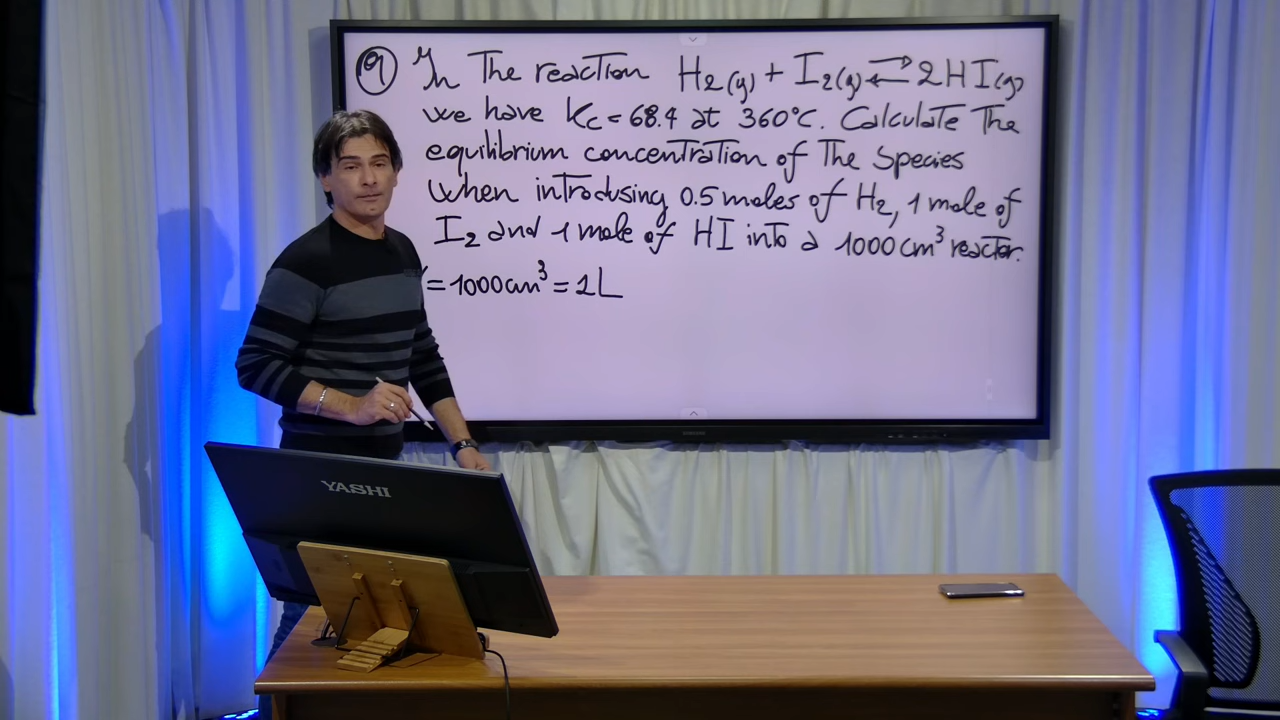 9 In The reaction H2(g) + I2(g) ⇄ 2HI(g)
we have Kc = 68.4 at 360°C. Calculate The
equilibrium concentration of The species
when introdusing 0.5 moles of H2, 1 mole of
I2 and 1 mole of HI into a 1000 cm³ reactor.
= 1000 cm³ = 1L
YASHI